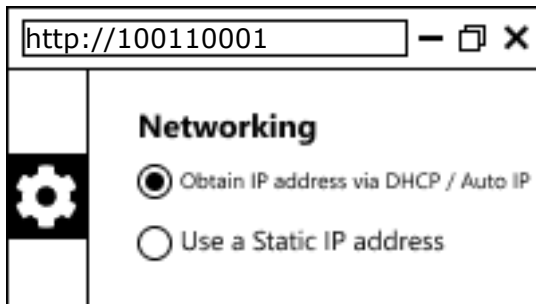 http://100110001
Networking
Obtain IP address via DHCP / Auto IP
Use a Static IP address